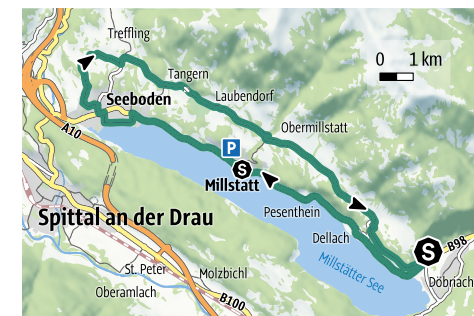 Treffling
0 1 km
Tangern
Seeboden
Laubendorf
A10
Obermillstatt
P
S
Millstatt
Pesenthein
Spittal an der Drau
Dellach
S
B98
Millstätter See
Döbriach
St. Peter
Molzbichl
Oberamlach
B100